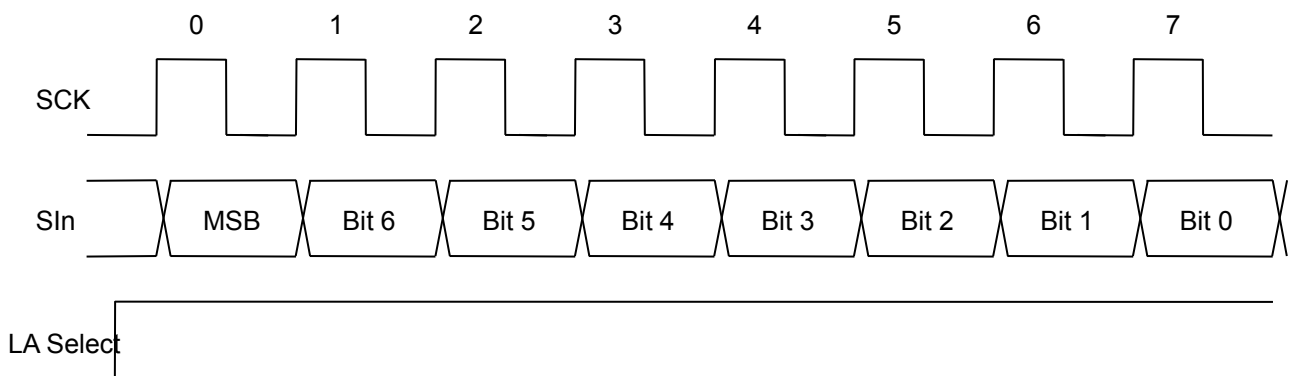 0 1 2 3 4 5 6 7
SCK
SIn MSB Bit 6 Bit 5 Bit 4 Bit 3 Bit 2 Bit 1 Bit 0
LA Select